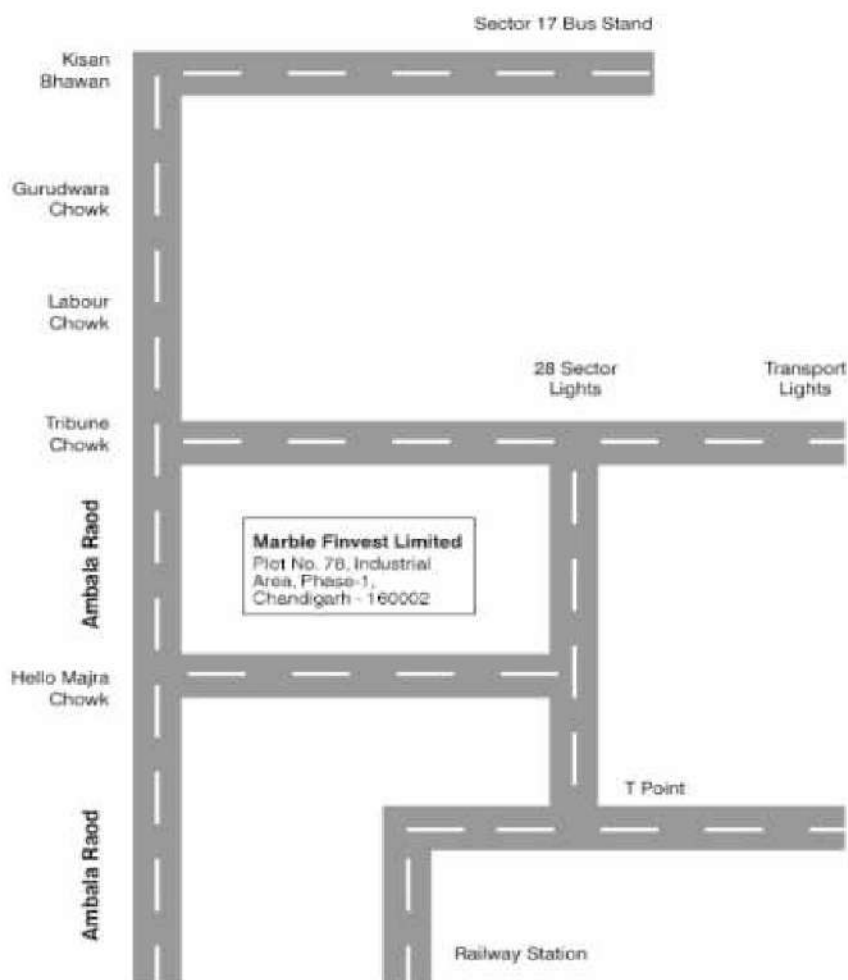 Sector 17 Bus Stand
Kisan
Bhawan
Gurudwara
Chowk
Labour
Chowk
28 Sector
Lights
Transport
Lights
Tribune
Chowk
Ambala Raod
Marble Finvest Limited
Plot No. 78, Industrial
Area, Phase-1,
Chandigarh - 160002
Hello Majra
Chowk
T Point
Ambala Raod
Railway Station